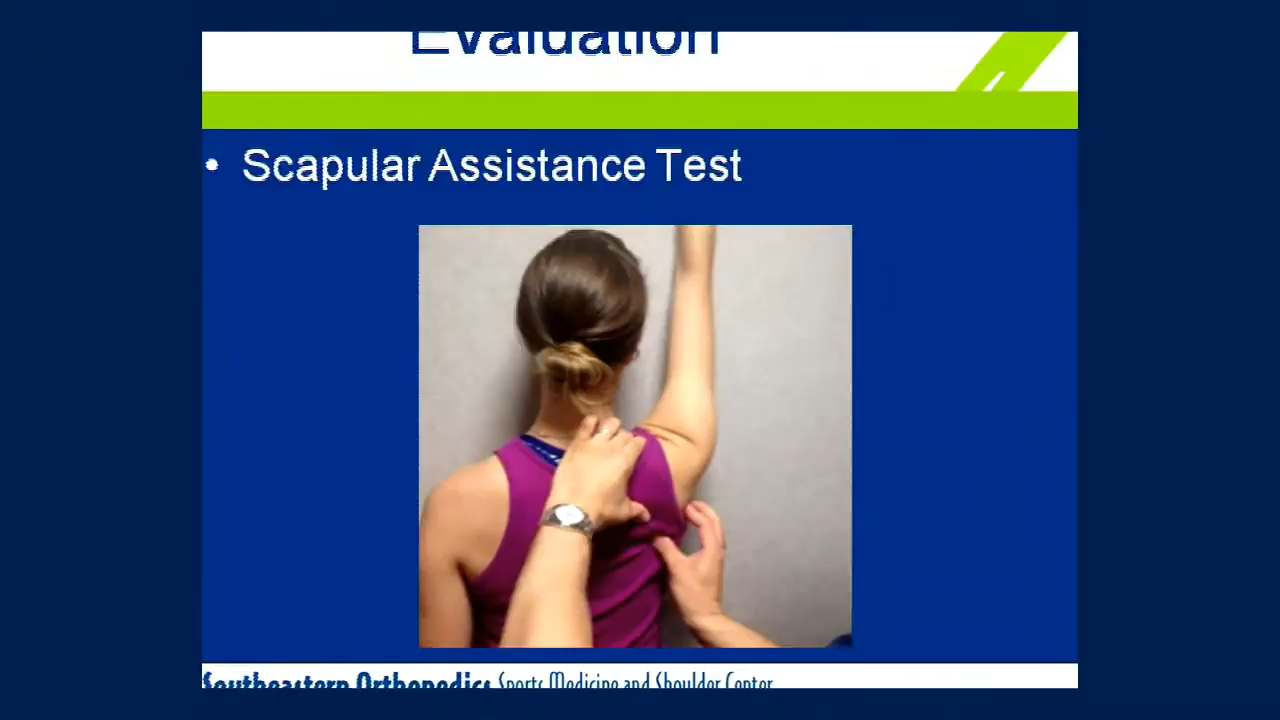 Evaluation
• Scapular Assistance Test
Southeastern Orthopedics Sports Medicine and Shoulder Center